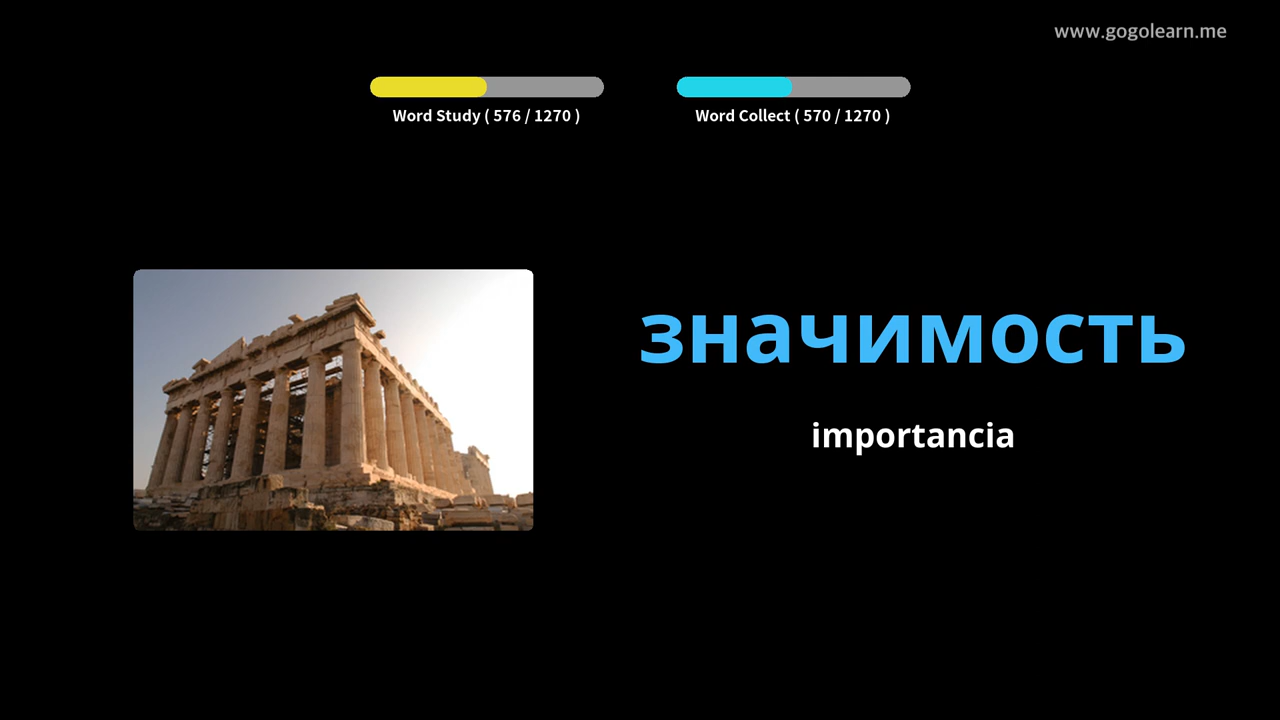 www.gogolearn.me
Word Study ( 576 / 1270 )
Word Collect ( 570 / 1270 )
значимость
importancia